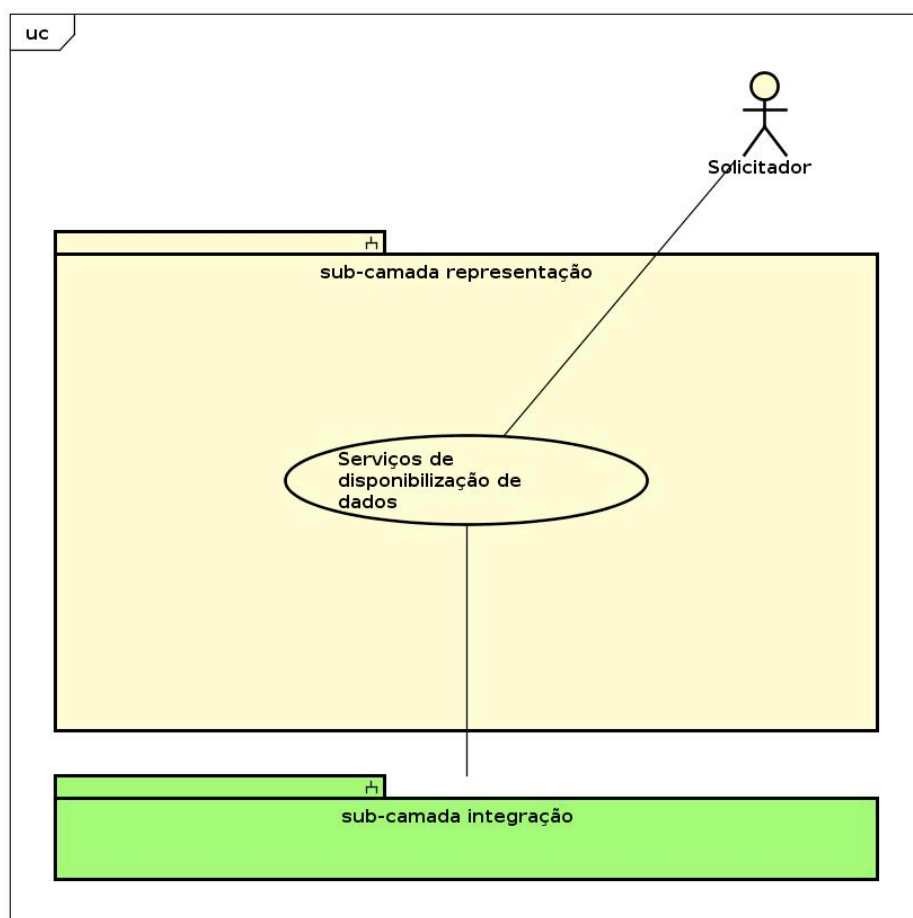 uc
Solicitador
sub-camada representação
Serviços de
disponibilização de
dados
sub-camada integração